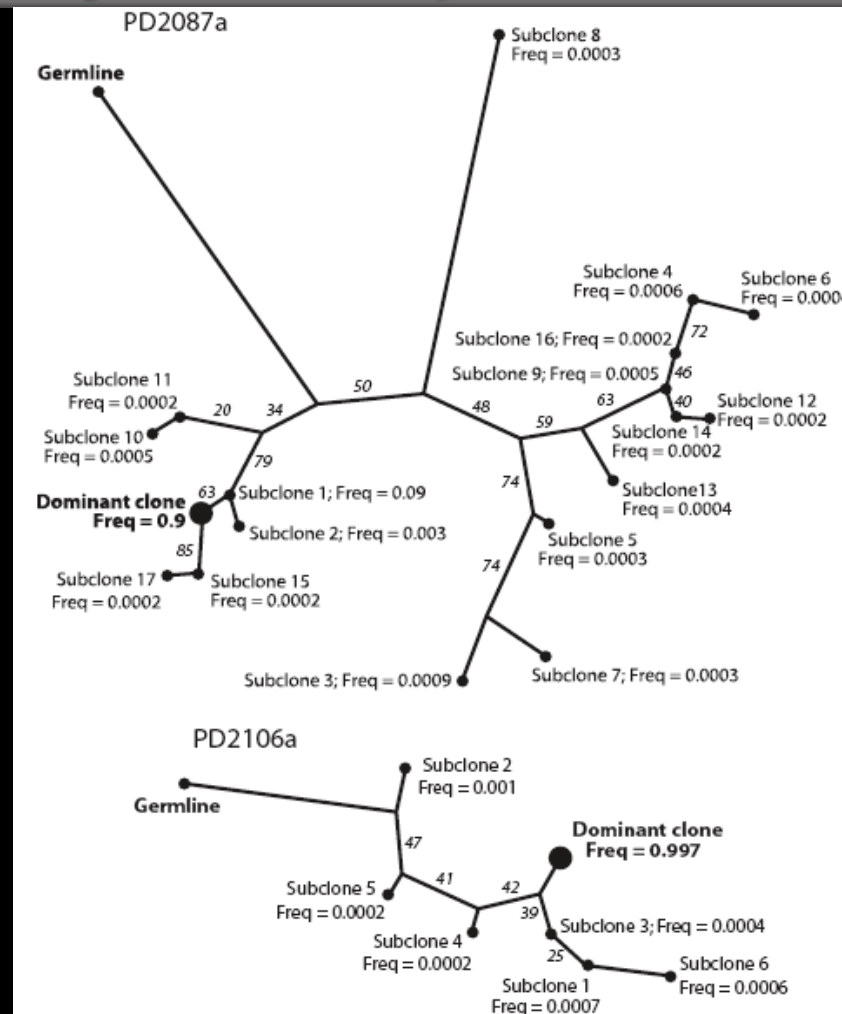 PD2087a
Subclone 8
Freq = 0.0003
Germline
Subclone 4
Freq = 0.0006
Subclone 6
Freq = 0.000
Subclone 16; Freq = 0.0002
72
Subclone 9; Freq = 0.0005
46
50
Subclone 11
Freq = 0.0002
20
34
48
59
63
40
Subclone 12
Freq = 0.0002
Subclone 10
Freq = 0.0005
Subclone 14
Freq = 0.0002
79
74
Subclone13
Freq = 0.0004
63
Subclone 1; Freq = 0.09
Dominant clone
Freq = 0.9
Subclone 2; Freq = 0.003
Subclone 5
Freq = 0.0003
85
74
Subclone 17
Freq = 0.0002
Subclone 15
Freq = 0.0002
Subclone 3; Freq = 0.0009
Subclone 7; Freq = 0.0003
PD2106a
Subclone 2
Freq = 0.001
Germline
Dominant clone
Freq = 0.997
47
41
42
Subclone 5
Freq = 0.0002
39
Subclone 4
Freq = 0.0002
Subclone 3; Freq = 0.0004
25
Subclone 1
Freq = 0.0007
Subclone 6
Freq = 0.0006